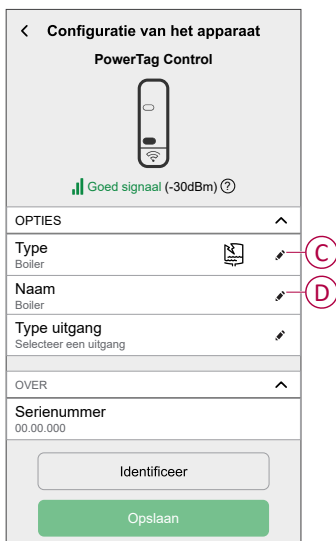 Configuratie van het apparaat
PowerTag Control
Goed signaal (-30dBm) ?
OPTIES
Type
Boiler
C
Naam
Boiler
D
Type uitgang
Selecteer een uitgang
OVER
Serienummer
00.00.000
Identificeer
Opslaan